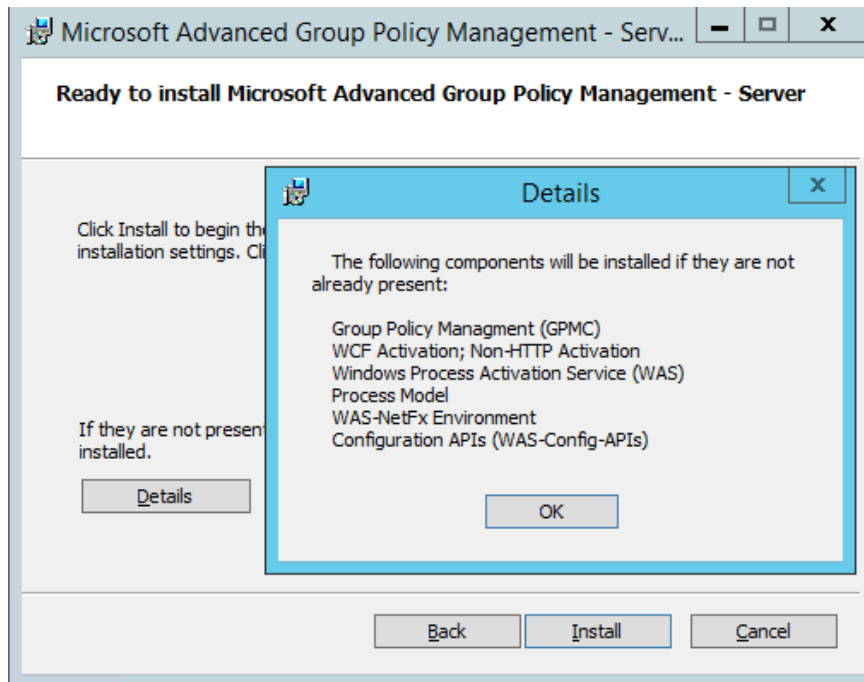 Microsoft Advanced Group Policy Management - Serv...
Ready to install Microsoft Advanced Group Policy Management - Server
Click Install to begin the
installation settings. Cli
If they are not present
installed.
Details
Details
The following components will be installed if they are not
already present:
Group Policy Managment (GPMC)
WCF Activation; Non-HTTP Activation
Windows Process Activation Service (WAS)
Process Model
WAS-NetFx Environment
Configuration APIs (WAS-Config-APIs)
OK
Back
Install
Cancel